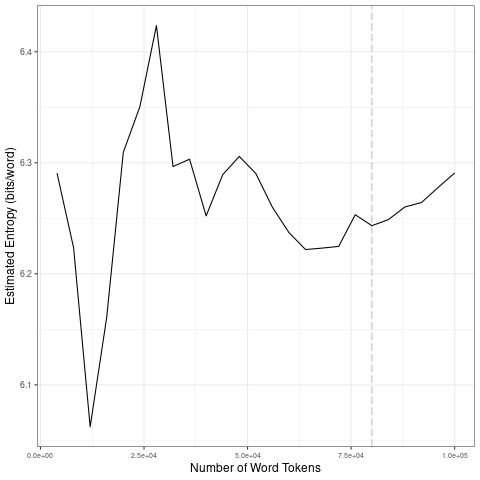 Estimated Entropy (bits/word)
6.4
6.3
6.2
6.1
0.0e+00 2.5e+04 5.0e+04 7.5e+04 1.0e+05
Number of Word Tokens